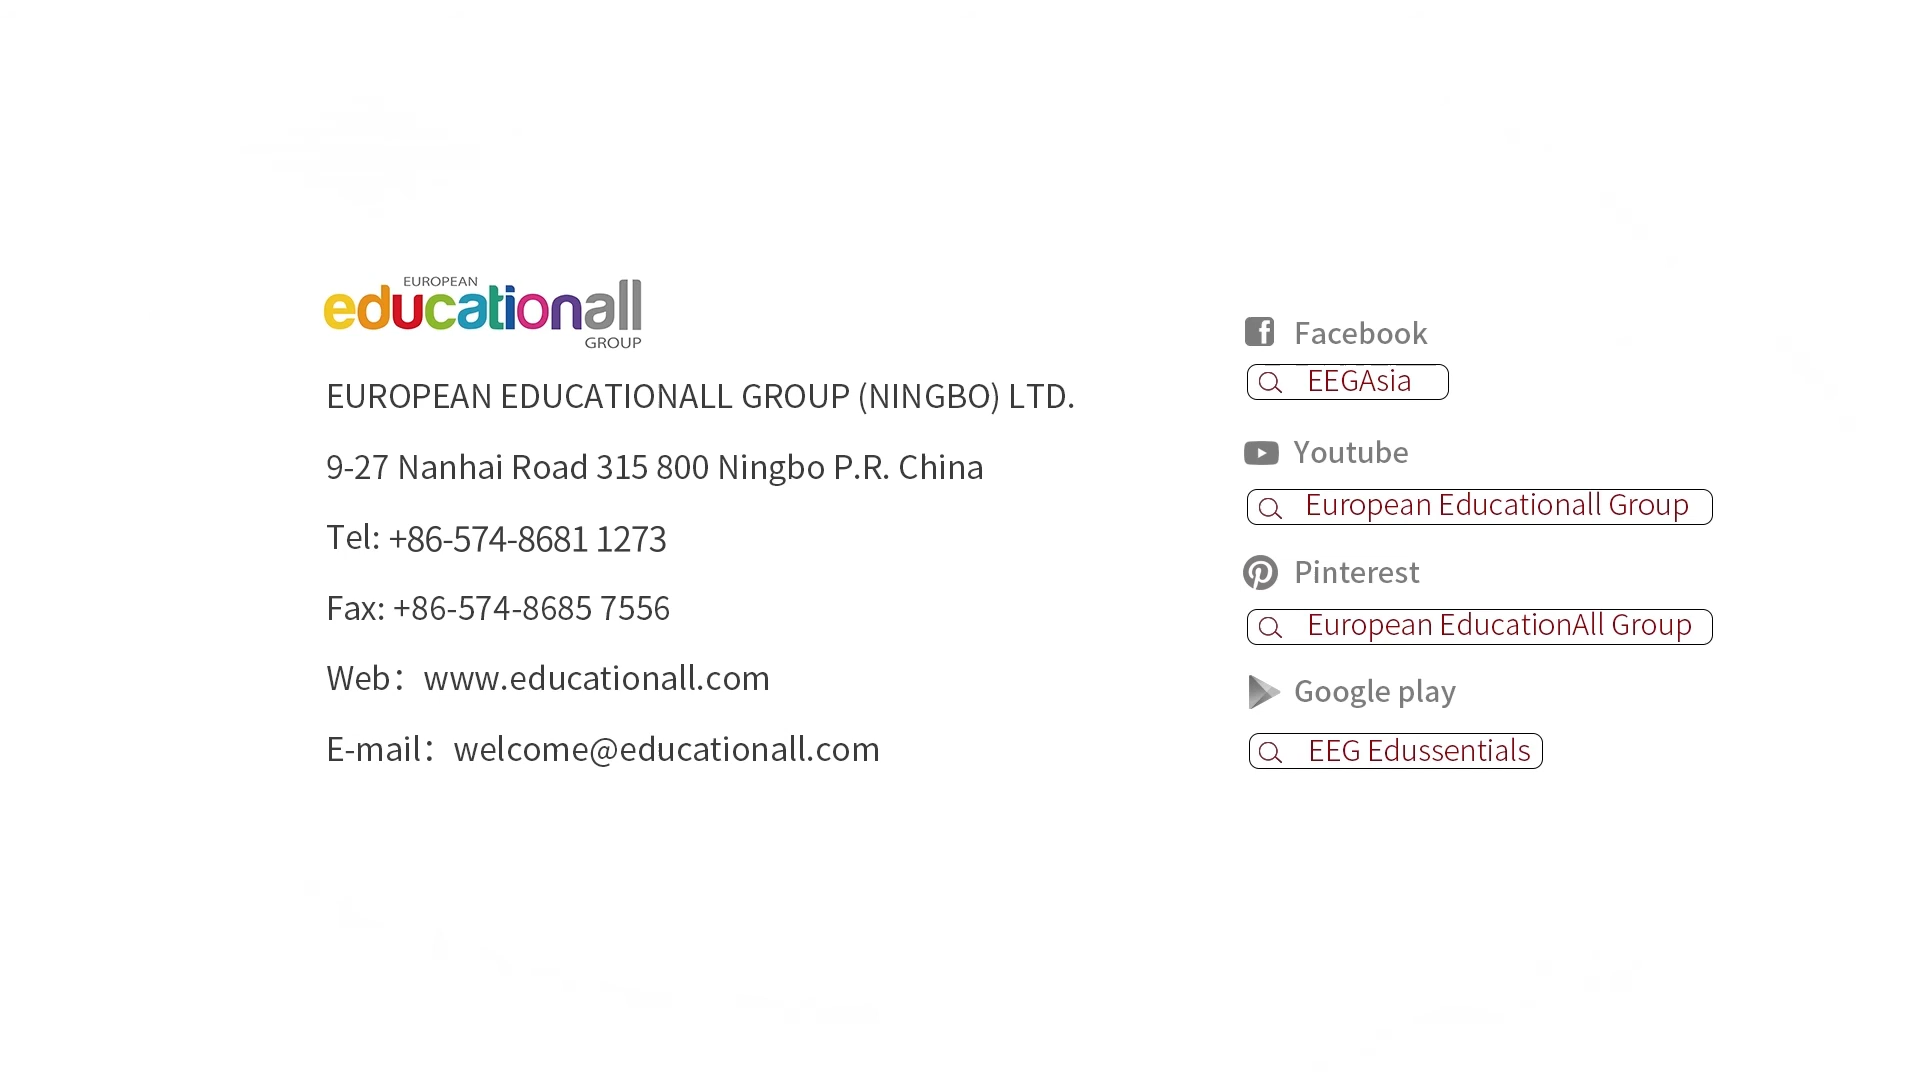 EUROPEAN
educationall
GROUP
EUROPEAN EDUCATIONALL GROUP (NINGBO) LTD.
9-27 Nanhai Road 315 800 Ningbo P.R. China
Tel: +86-574-8681 1273
Fax: +86-574-8685 7556
Web： www.educationall.com
E-mail： welcome@educationall.com
Facebook
EEGAsia
Youtube
European Educationall Group
Pinterest
European EducationAll Group
Google play
EEG Edussentials